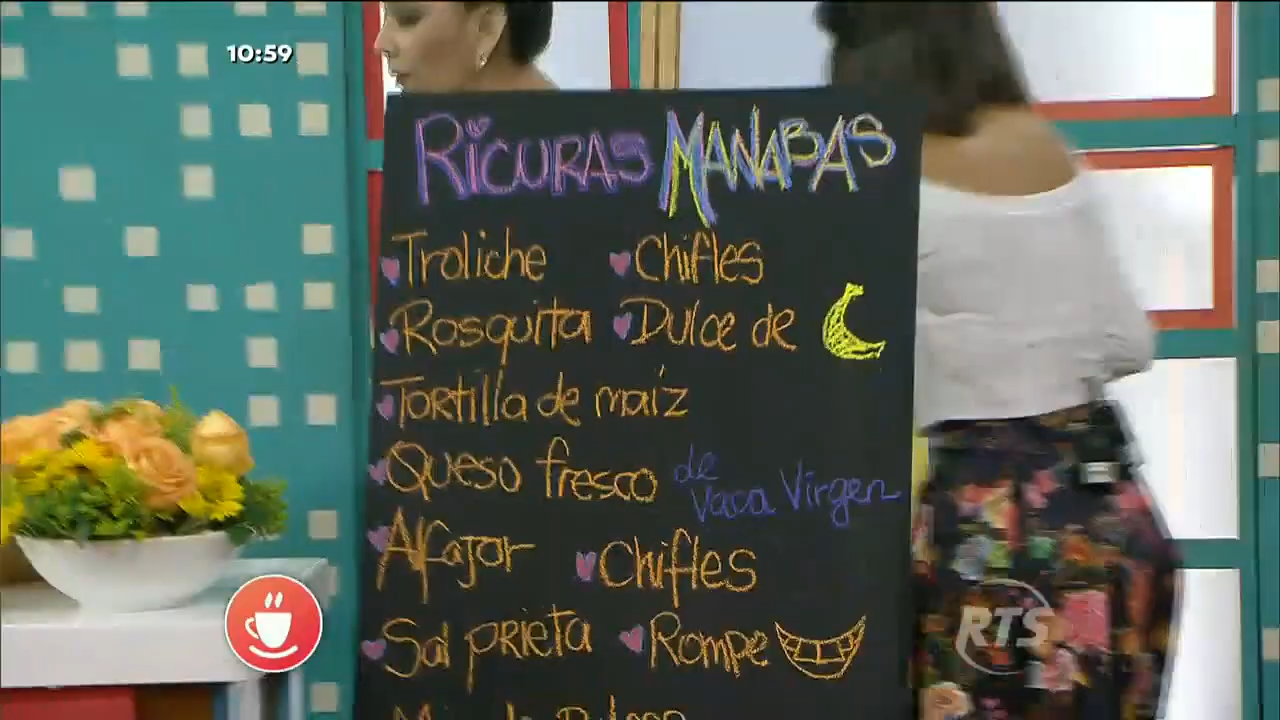 10:59
RiCURAS MANABAS
Troliche
Chifles
Rosquita
Dulce de
Tortilla de maíz
Queso fresco de Vaca Virgen
Alfajor
Chifles
Sal prieta
Rompe
RTS